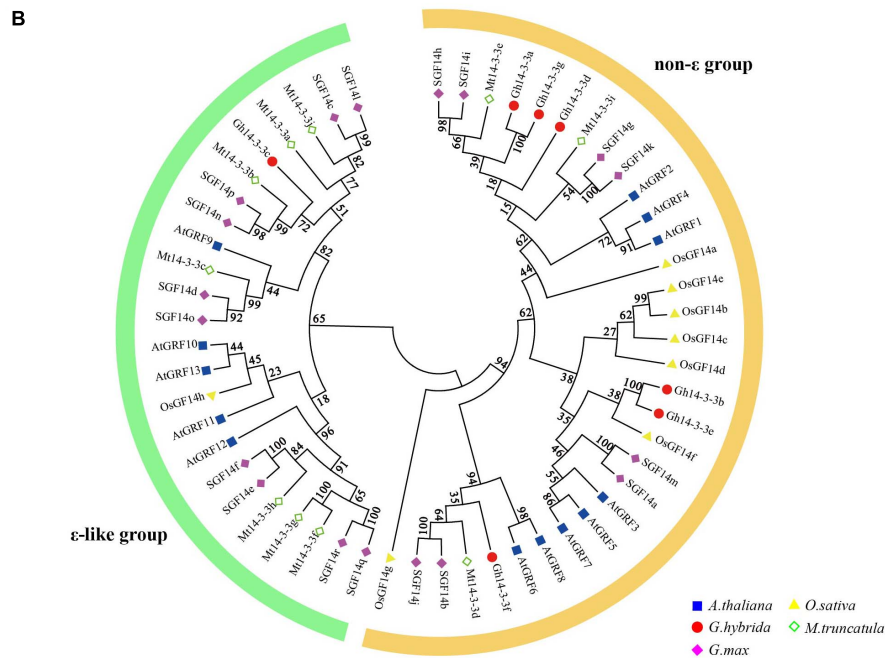 B
non-ε group
ε-like group
SGF14h
SGF14i
Mt14-3-3e
Gh14-3-3a
Gh14-3-3g
Gh14-3-3d
Mt14-3-3i
SGF14g
SGF14k
AtGRF2
AtGRF4
AtGRF1
OsGF14a
OsGF14e
OsGF14b
OsGF14c
OsGF14d
Gh14-3-3b
Gh14-3-3e
OsGF14f
SGF14m
SGF14a
AtGRF3
AtGRF5
AtGRF7
AtGRF8
AtGRF6
Gh14-3-3f
Mt14-3-3d
SGF14b
SGF14j
OsGF14g
SGF14q
SGF14r
Mt14-3-3g
Mt14-3-3h
SGF14e
SGF14f
AtGRF12
AtGRF11
OsGF14h
AtGRF13
AtGRF10
SGF14o
SGF14d
Mt14-3-3c
AtGRF9
SGF14n
SGF14p
Mt14-3-3b
Gh14-3-3c
Mt14-3-3a
Mt14-3-3j
SGF14c
SGF14l
98
66
39
100
18
15
54
100
62
72
91
44
62
99
62
27
38
38
100
35
46
100
55
86
94
94
98
35
64
100
65
82
51
77
82
99
72
99
98
44
99
92
18
23
45
44
96
91
84
100
65
100
100
A.thaliana
O.sativa
G.hybrida
M.truncatula
G.max